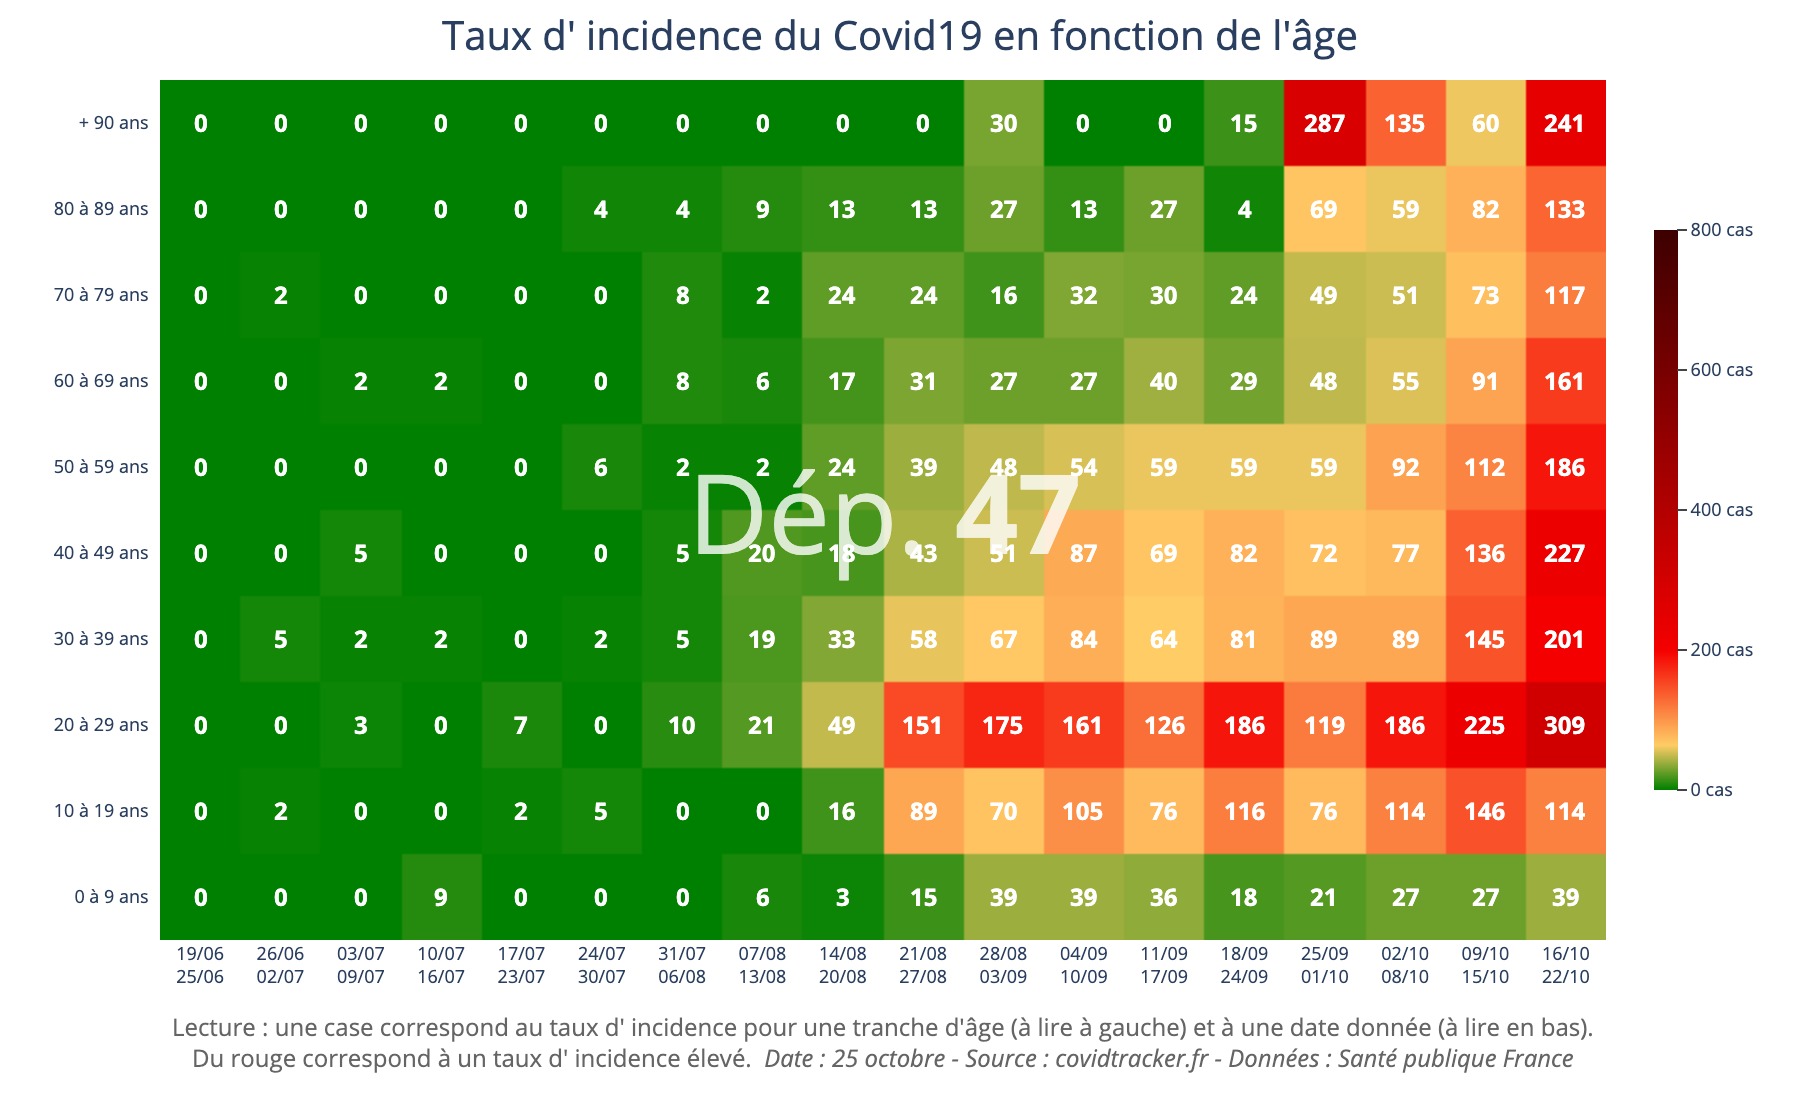 Taux d' incidence du Covid19 en fonction de l'âge
+ 90 ans 0 0 0 0 0 0 0 0 0 0 30 0 0 15 287 135 60 241
80 à 89 ans 0 0 0 0 0 4 4 9 13 13 27 13 27 4 69 59 82 133
70 à 79 ans 0 2 0 0 0 0 8 2 24 24 16 32 30 24 49 51 73 117
60 à 69 ans 0 0 2 2 0 0 8 6 17 31 27 27 40 29 48 55 91 161
50 à 59 ans 0 0 0 0 0 6 2 2 24 39 48 54 59 59 59 92 112 186
Dép. 47
40 à 49 ans 0 0 5 0 0 0 5 20 18 43 51 87 69 82 72 77 136 227
30 à 39 ans 0 5 2 2 0 2 5 19 33 58 67 84 64 81 89 89 145 201
20 à 29 ans 0 0 3 0 7 0 10 21 49 151 175 161 126 186 119 186 225 309
10 à 19 ans 0 2 0 0 2 5 0 0 16 89 70 105 76 116 76 114 146 114
0 à 9 ans 0 0 0 9 0 0 0 6 3 15 39 39 36 18 21 27 27 39
19/06 26/06 03/07 10/07 17/07 24/07 31/07 07/08 14/08 21/08 28/08 04/09 11/09 18/09 25/09 02/10 09/10 16/10
25/06 02/07 09/07 16/07 23/07 30/07 06/08 13/08 20/08 27/08 03/09 10/09 17/09 24/09 01/10 08/10 15/10 22/10
800 cas
600 cas
400 cas
200 cas
0 cas
Lecture : une case correspond au taux d' incidence pour une tranche d'âge (à lire à gauche) et à une date donnée (à lire en bas).
Du rouge correspond à un taux d' incidence élevé. Date : 25 octobre - Source : covidtracker.fr - Données : Santé publique France